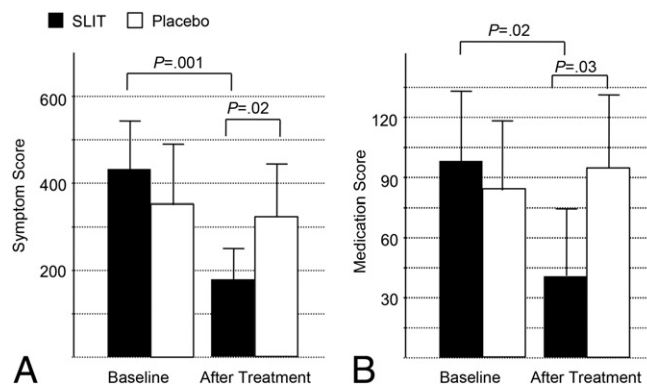 SLIT Placebo
P=.001
P=.02
600
400
200
Symptom Score
Baseline After Treatment
A
P=.02
P=.03
120
90
60
30
Medication Score
Baseline After Treatment
B